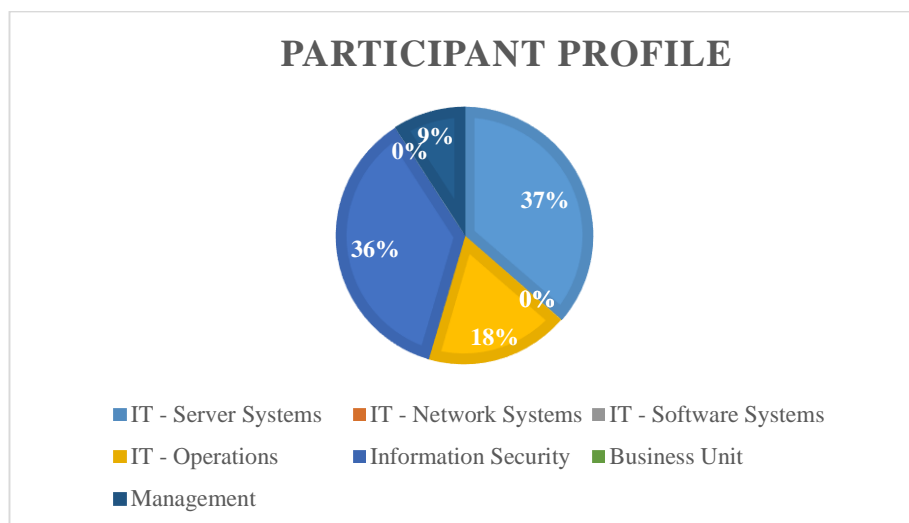 PARTICIPANT PROFILE
9%
0%
37%
36%
0%
18%
IT - Server Systems IT - Network Systems IT - Software Systems
IT - Operations Information Security Business Unit
Management